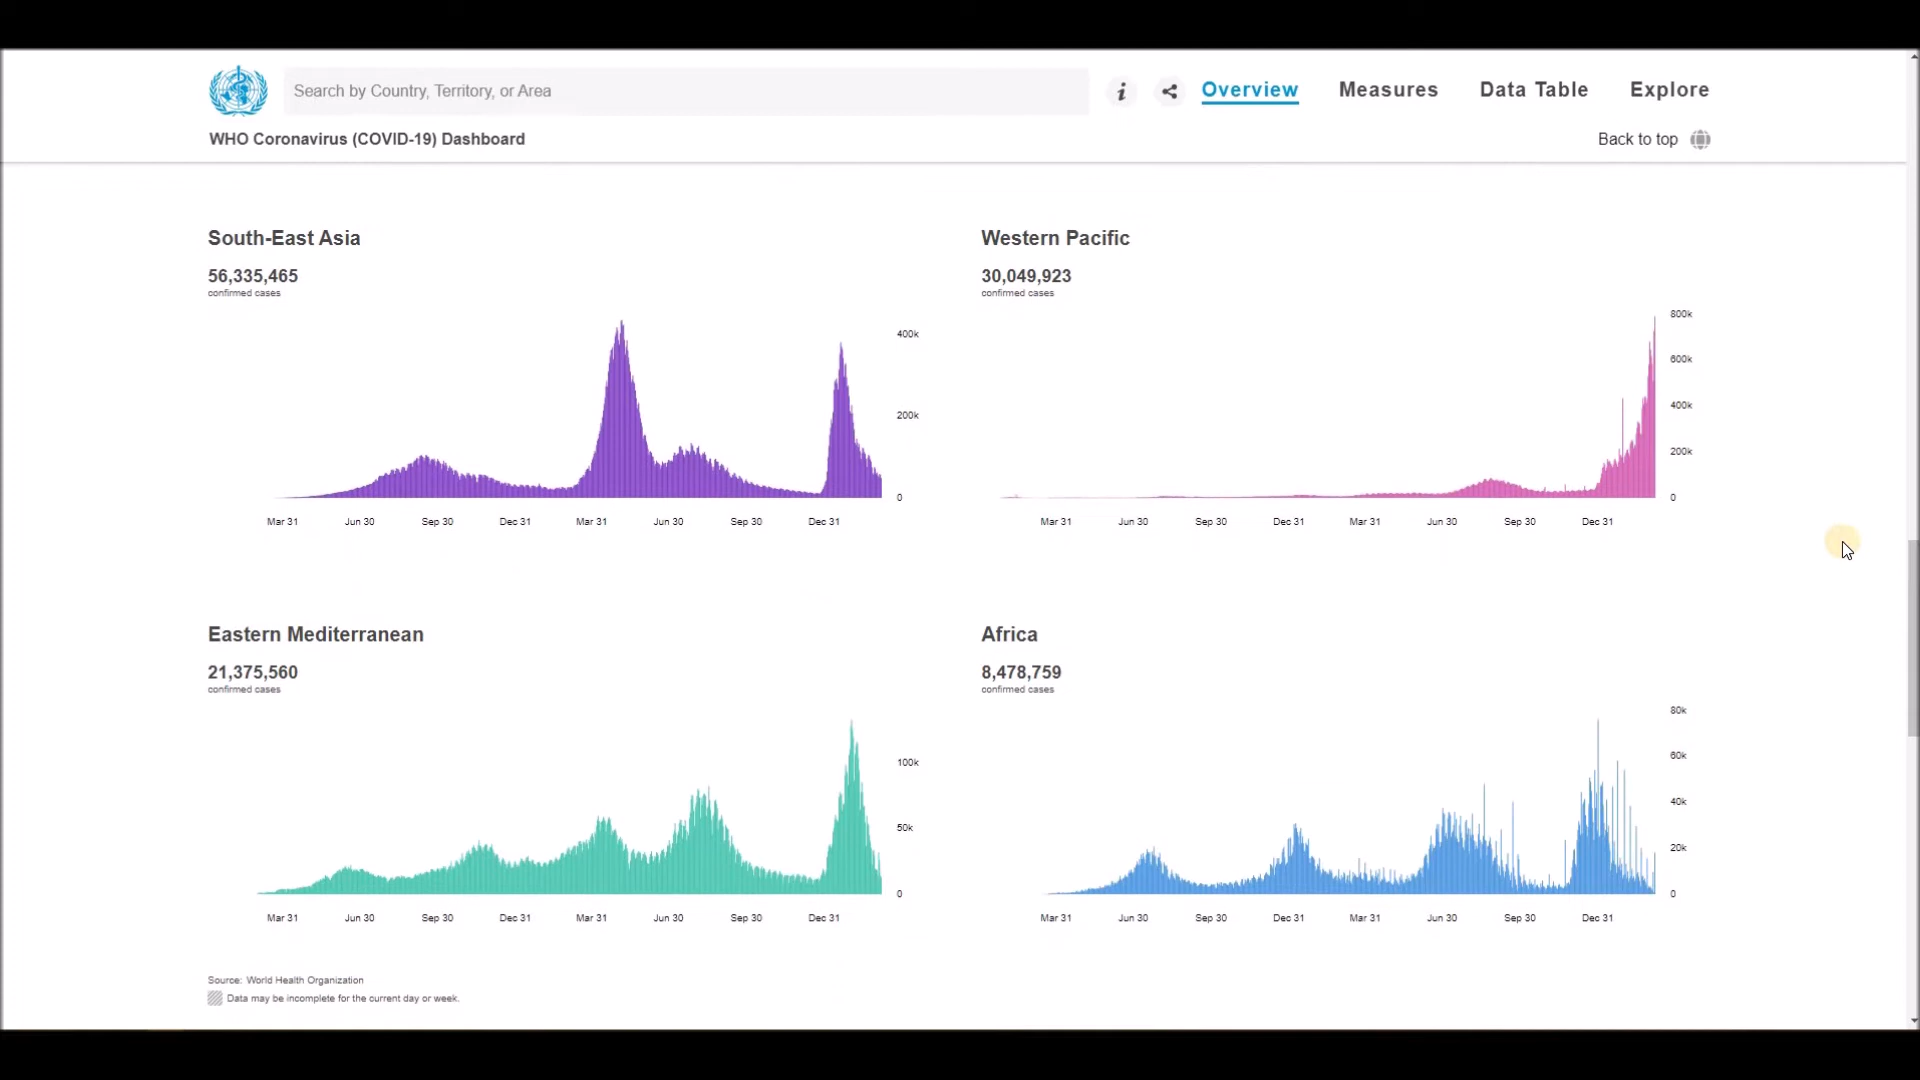 Search by Country, Territory, or Area
i
Overview
Measures
Data Table
Explore
WHO Coronavirus (COVID-19) Dashboard
Back to top
South-East Asia
56,335,465
confirmed cases
400k
200k
0
Mar 31 Jun 30 Sep 30 Dec 31 Mar 31 Jun 30 Sep 30 Dec 31
Western Pacific
30,049,923
confirmed cases
800k
600k
400k
200k
0
Mar 31 Jun 30 Sep 30 Dec 31 Mar 31 Jun 30 Sep 30 Dec 31
Eastern Mediterranean
21,375,560
confirmed cases
100k
50k
0
Mar 31 Jun 30 Sep 30 Dec 31 Mar 31 Jun 30 Sep 30 Dec 31
Africa
8,478,759
confirmed cases
80k
60k
40k
20k
0
Mar 31 Jun 30 Sep 30 Dec 31 Mar 31 Jun 30 Sep 30 Dec 31
Source: World Health Organization
Data may be incomplete for the current day or week.